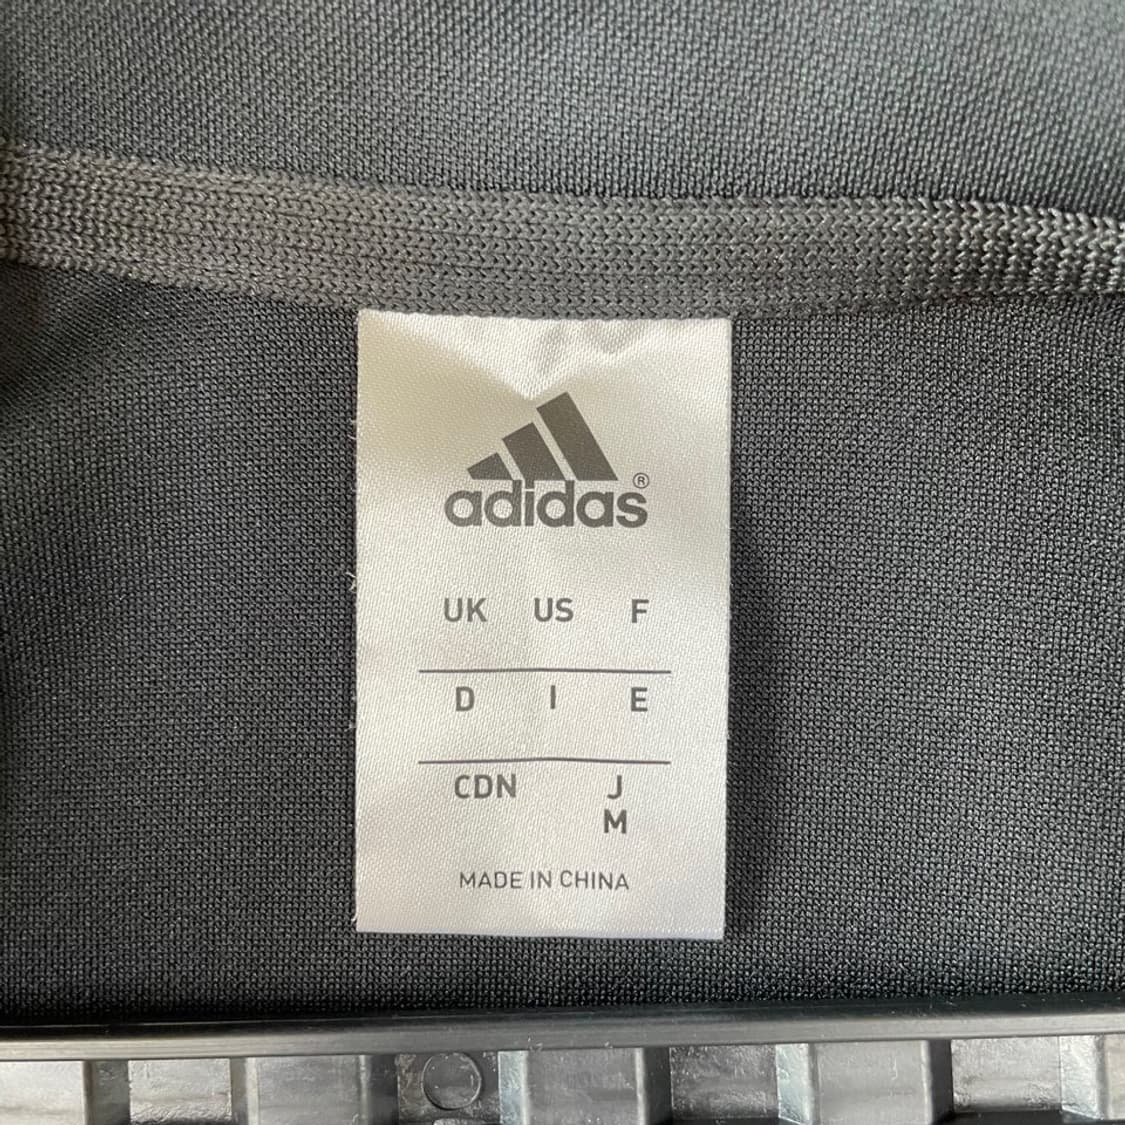 adidas®
UK US F
D I E
CDN J
M
MADE IN CHINA